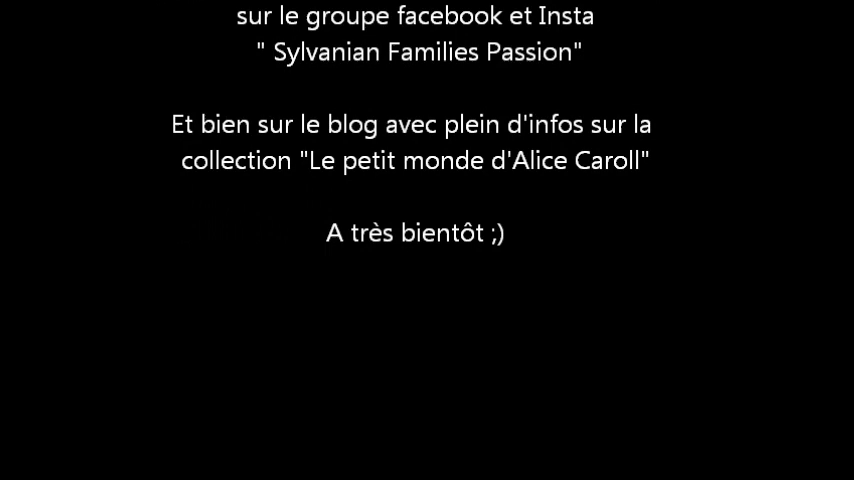 sur le groupe facebook et Insta
" Sylvanian Families Passion"
Et bien sur le blog avec plein d'infos sur la
collection "Le petit monde d'Alice Caroll"
A très bientôt ;)